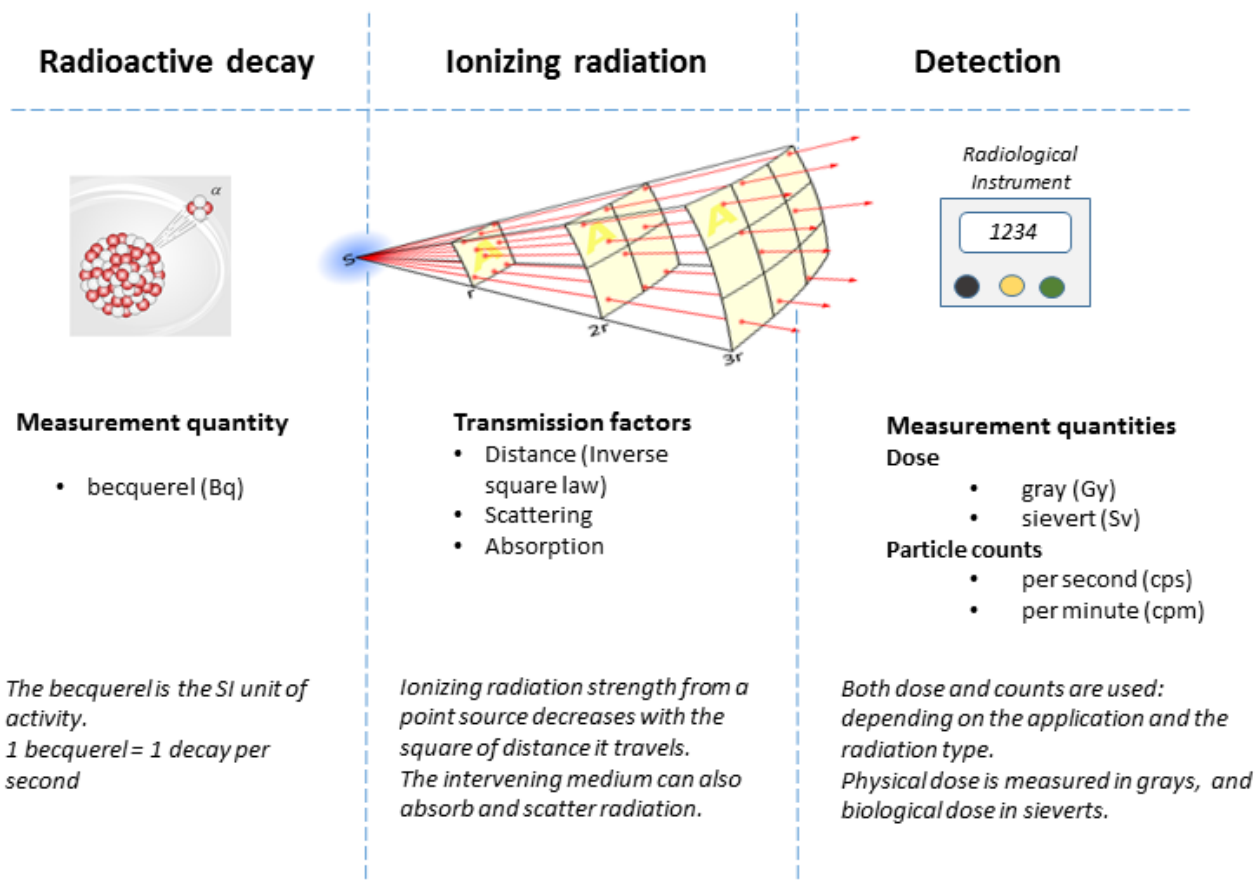 Radioactive decay
Ionizing radiation
Detection
α
S
A
r
A
2r
A
3r
Radiological
Instrument
1234
Measurement quantity
• becquerel (Bq)
Transmission factors
• Distance (Inverse
square law)
• Scattering
• Absorption
Measurement quantities
Dose
• gray (Gy)
• sievert (Sv)
Particle counts
• per second (cps)
• per minute (cpm)
The becquerel is the SI unit of
activity.
1 becquerel = 1 decay per
second
Ionizing radiation strength from a
point source decreases with the
square of distance it travels.
The intervening medium can also
absorb and scatter radiation.
Both dose and counts are used:
depending on the application and the
radiation type.
Physical dose is measured in grays, and
biological dose in sieverts.